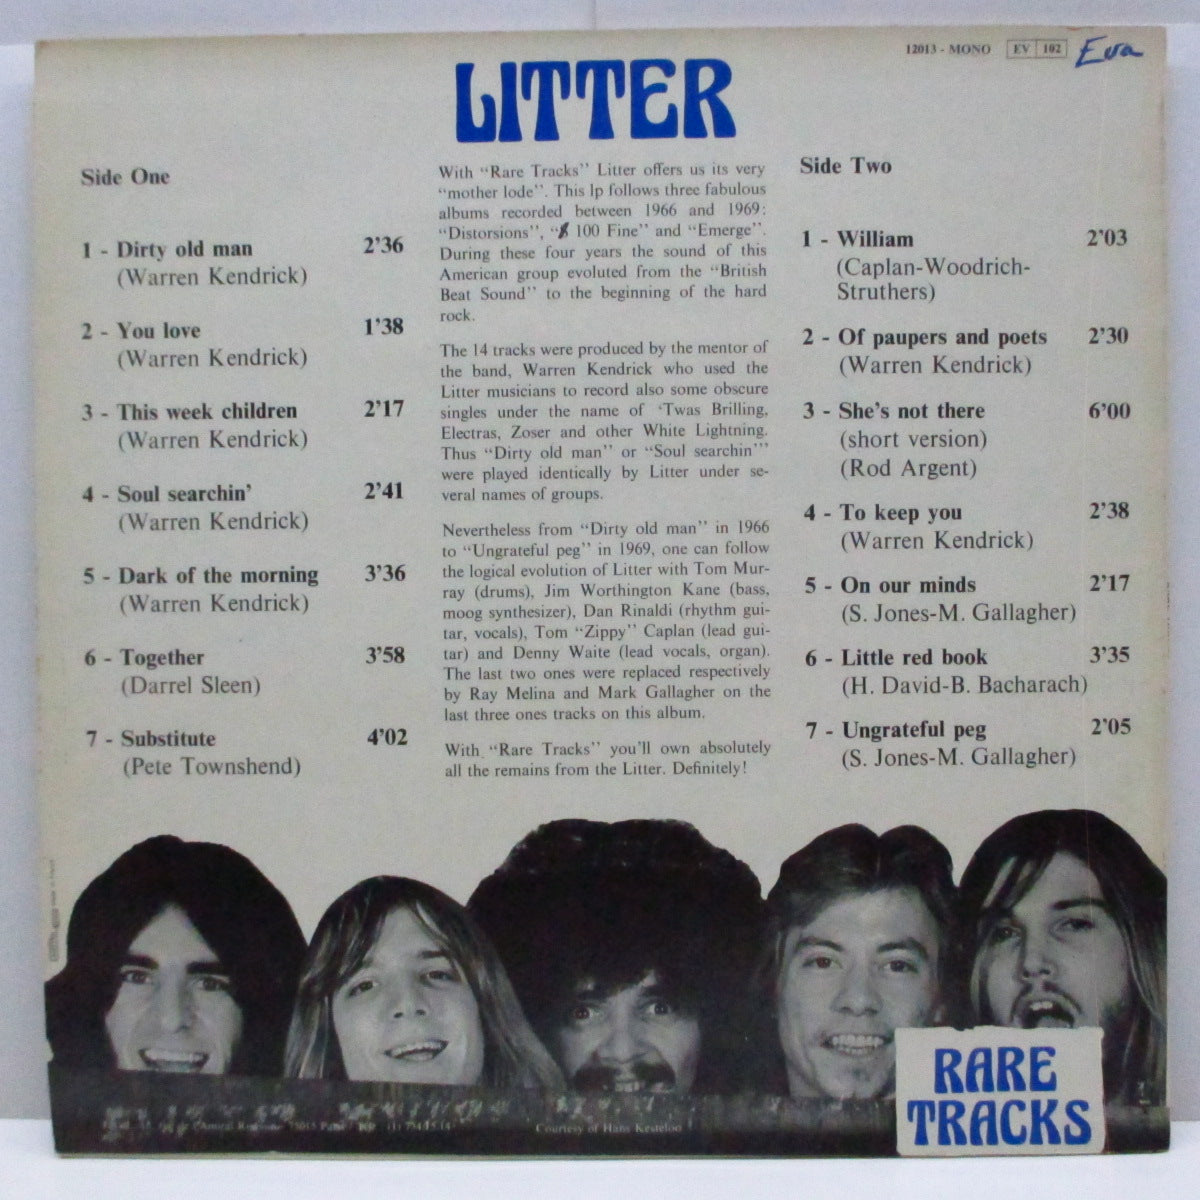 12013 - MONO EV 102 Eva
LITTER
Side One
1 - Dirty old man 2'36
(Warren Kendrick)
2 - You love 1'38
(Warren Kendrick)
3 - This week children 2'17
(Warren Kendrick)
4 - Soul searchin' 2'41
(Warren Kendrick)
5 - Dark of the morning 3'36
(Warren Kendrick)
6 - Together 3'58
(Darrel Sleen)
7 - Substitute 4'02
(Pete Townshend)
With "Rare Tracks" Litter offers us its very
"mother lode". This lp follows three fabulous
albums recorded between 1966 and 1969:
"Distorsions", "$ 100 Fine" and "Emerge".
During these four years the sound of this
American group evoluted from the "British
Beat Sound" to the beginning of the hard
rock.
The 14 tracks were produced by the mentor of
the band, Warren Kendrick who used the
Litter musicians to record also some obscure
singles under the name of 'Twas Brilling,
Electras, Zoser and other White Lightning.
Thus "Dirty old man" or "Soul searchin'"
were played identically by Litter under se-
veral names of groups.
Nevertheless from "Dirty old man" in 1966
to "Ungrateful peg" in 1969, one can follow
the logical evolution of Litter with Tom Mur-
ray (drums), Jim Worthington Kane (bass,
moog synthesizer), Dan Rinaldi (rhythm gui-
tar, vocals), Tom "Zippy" Caplan (lead gui-
tar) and Denny Waite (lead vocals, organ).
The last two ones were replaced respectively
by Ray Melina and Mark Gallagher on the
last three ones tracks on this album.
With "Rare Tracks" you'll own absolutely
all the remains from the Litter. Definitely!
Side Two
1 - William 2'03
(Caplan-Woodrich-
Struthers)
2 - Of paupers and poets 2'30
(Warren Kendrick)
3 - She's not there 6'00
(short version)
(Rod Argent)
4 - To keep you 2'38
(Warren Kendrick)
5 - On our minds 2'17
(S. Jones-M. Gallagher)
6 - Little red book 3'35
(H. David-B. Bacharach)
7 - Ungrateful peg 2'05
(S. Jones-M. Gallagher)
Courtesy of Hans Kesteloo
RARE
TRACKS